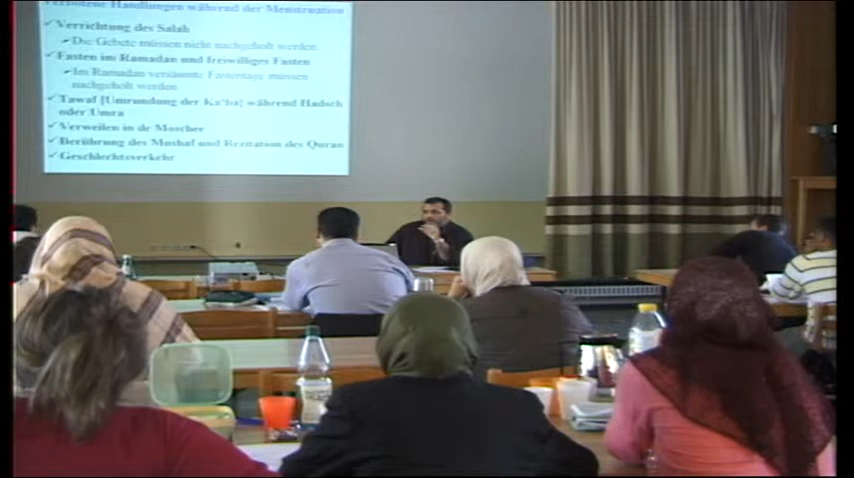 Verbotene Handlungen während der Menstruation
Verrichtung des Salah
Die Gebete müssen nicht nachgeholt werden
Fasten im Ramadan und freiwilliges Fasten
Im Ramadan versäumte Fastentage müssen
nachgeholt werden
Tawaf [Umrundung der Ka'ba] während Hadsch
oder Umra
Verweilen in de Moschee
Berührung des Mushaf und Rezitation des Quran
Geschlechtsverkehr